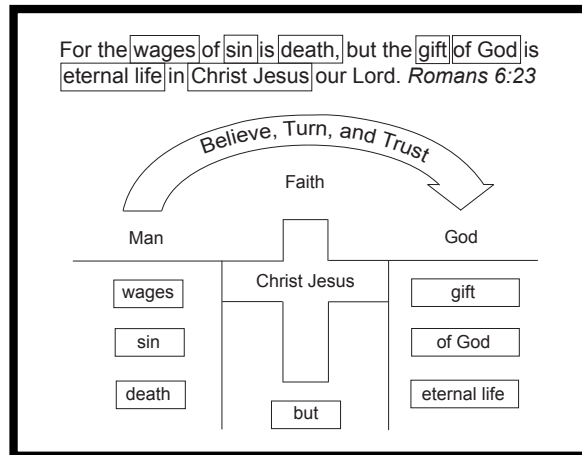 For the wages of sin is death, but the gift of God is
eternal life in Christ Jesus our Lord. Romans 6:23
Believe, Turn, and Trust
Faith
Man
God
Christ Jesus
wages
gift
sin
of God
death
eternal life
but